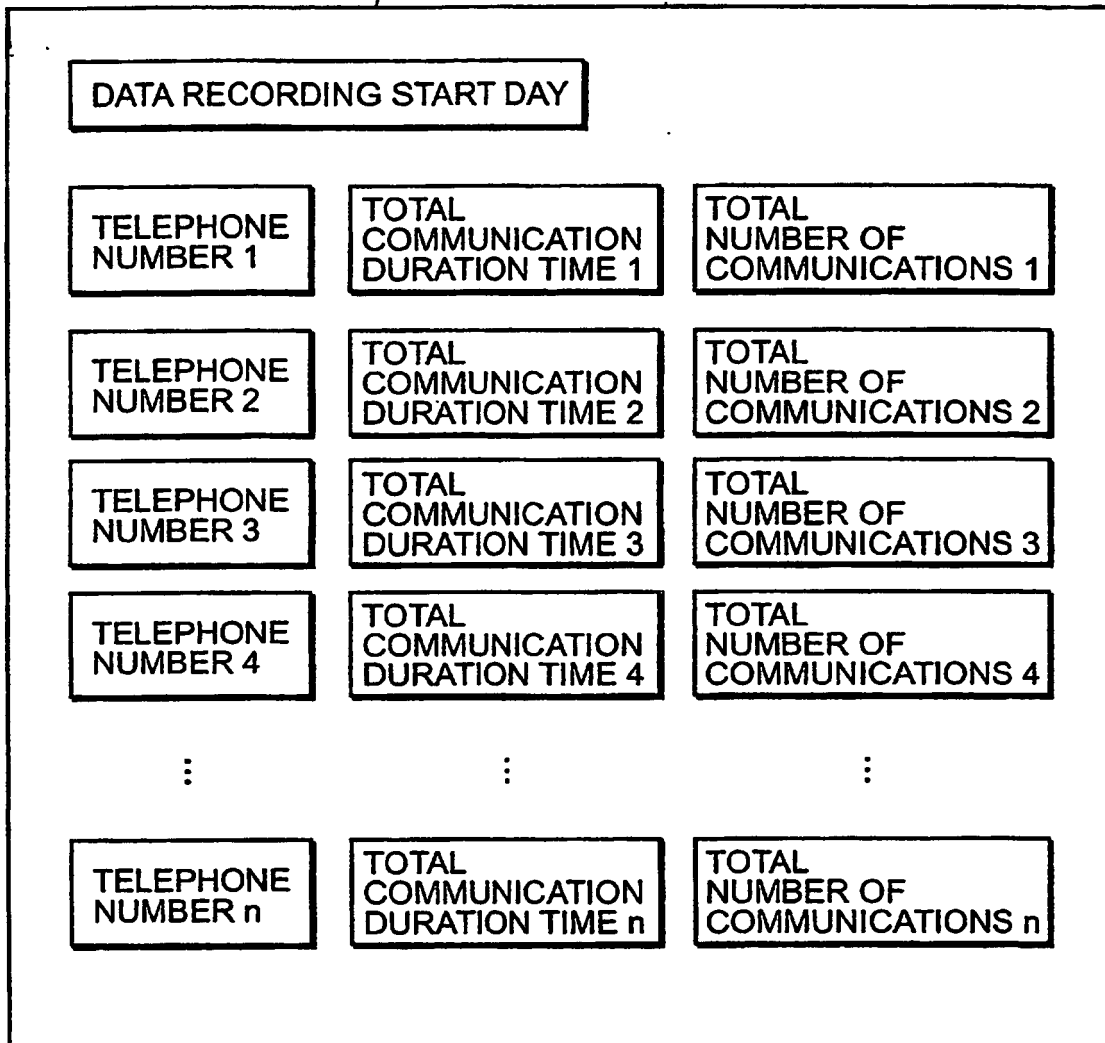 DATA RECORDING START DAY
TELEPHONE
NUMBER 1
TOTAL
COMMUNICATION
DURATION TIME 1
TOTAL
NUMBER OF
COMMUNICATIONS 1
TELEPHONE
NUMBER 2
TOTAL
COMMUNICATION
DURATION TIME 2
TOTAL
NUMBER OF
COMMUNICATIONS 2
TELEPHONE
NUMBER 3
TOTAL
COMMUNICATION
DURATION TIME 3
TOTAL
NUMBER OF
COMMUNICATIONS 3
TELEPHONE
NUMBER 4
TOTAL
COMMUNICATION
DURATION TIME 4
TOTAL
NUMBER OF
COMMUNICATIONS 4
⋮ ⋮ ⋮
TELEPHONE
NUMBER n
TOTAL
COMMUNICATION
DURATION TIME n
TOTAL
NUMBER OF
COMMUNICATIONS n